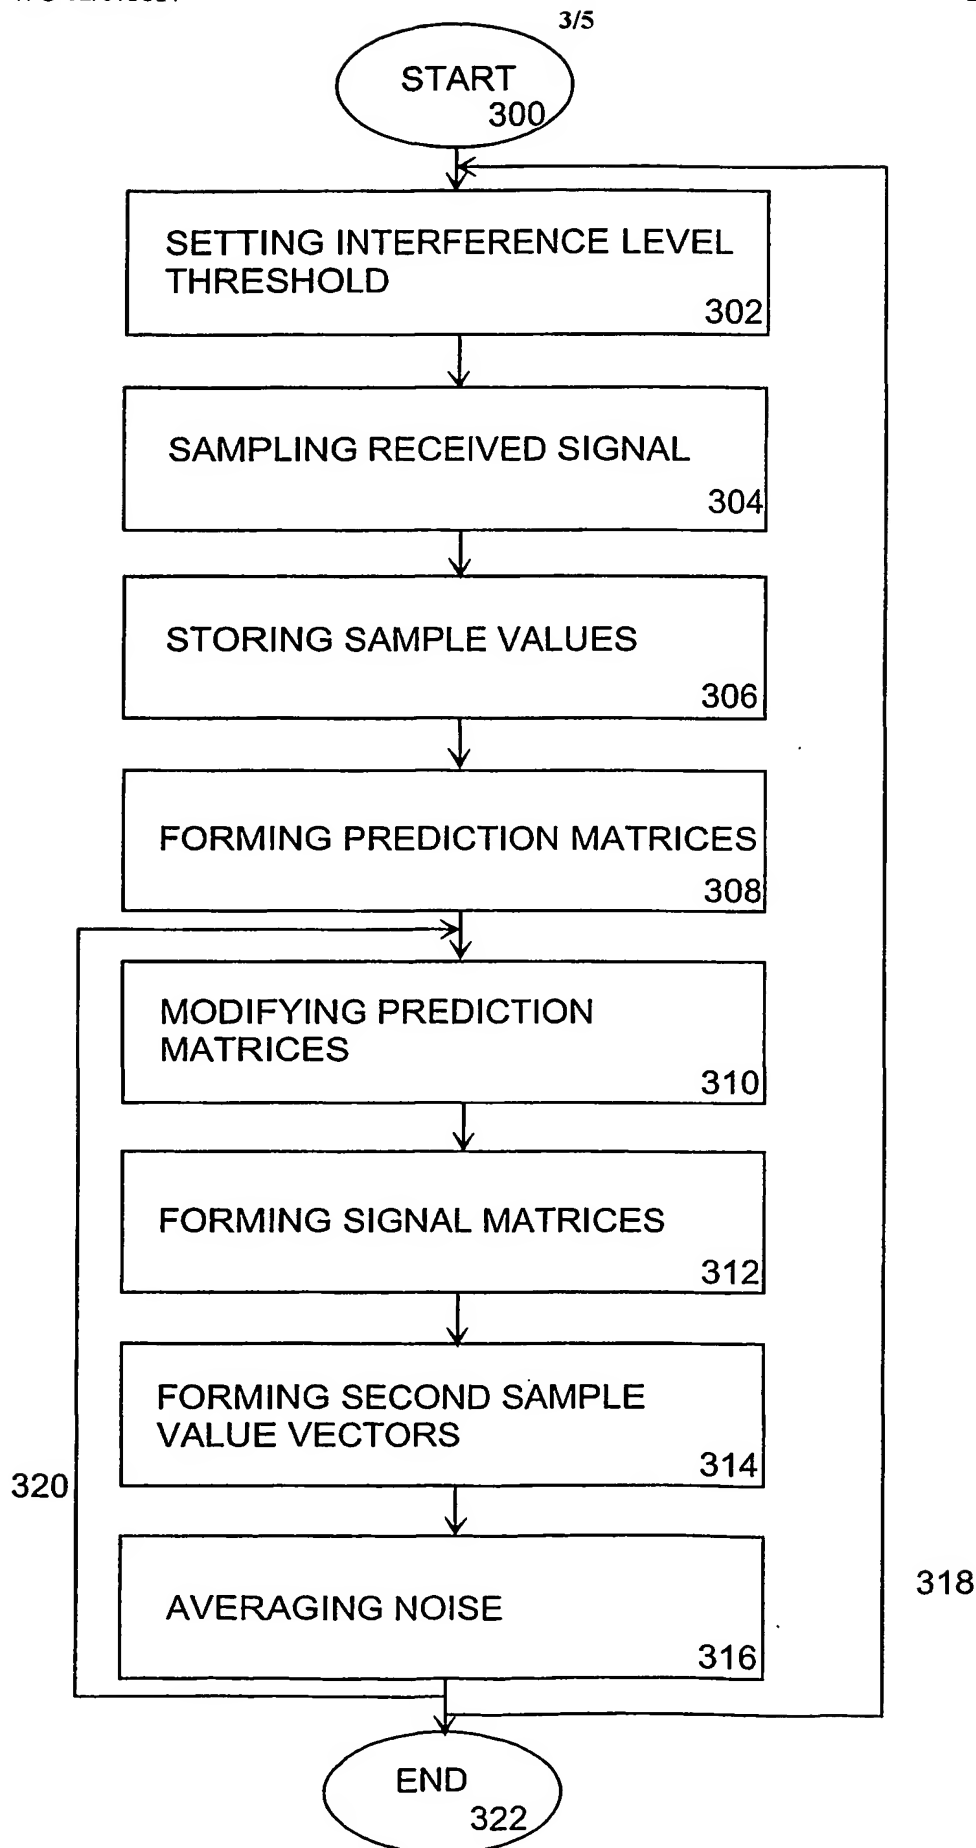 3/5
START
300
SETTING INTERFERENCE LEVEL
THRESHOLD
302
SAMPLING RECEIVED SIGNAL
304
STORING SAMPLE VALUES
306
FORMING PREDICTION MATRICES
308
MODIFYING PREDICTION
MATRICES
310
FORMING SIGNAL MATRICES
312
FORMING SECOND SAMPLE
VALUE VECTORS
314
320
AVERAGING NOISE
316
318
END
322